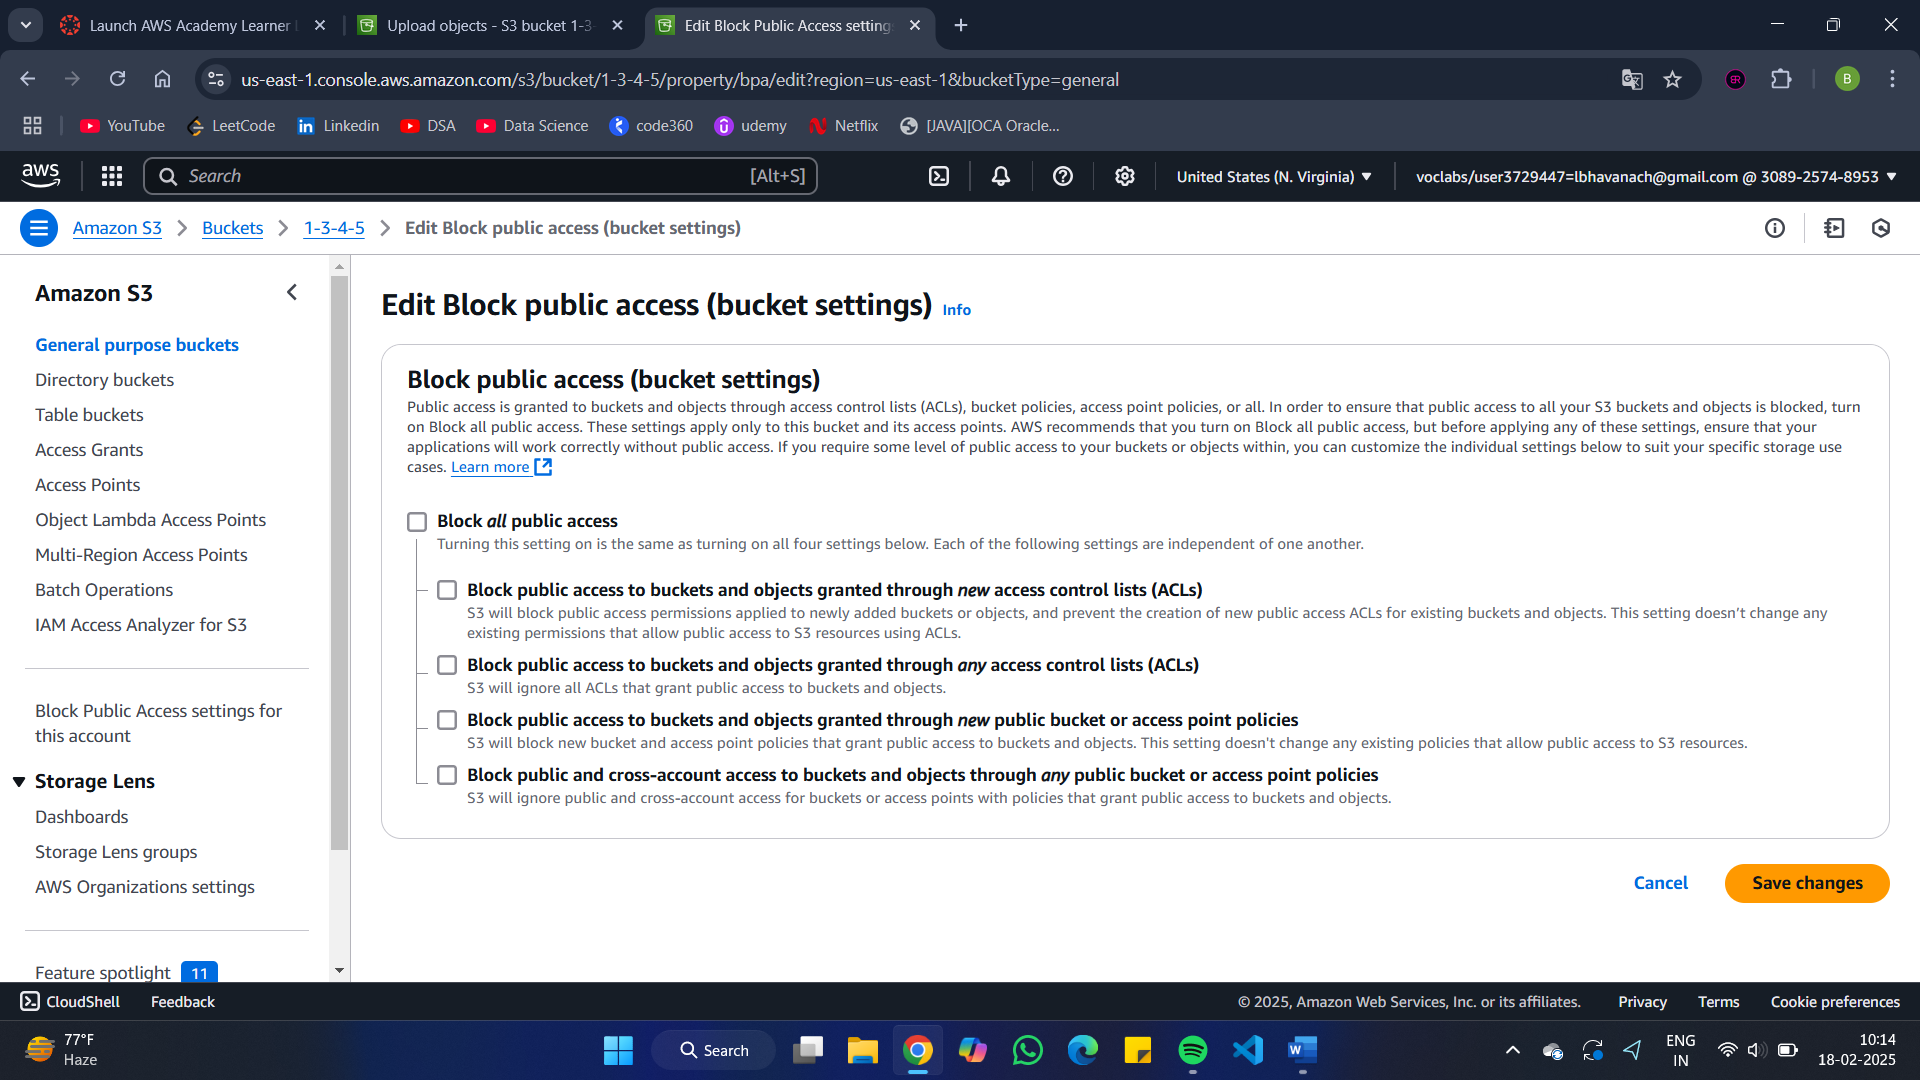 Launch AWS Academy Learner L
Upload objects - S3 bucket 1-3-
Edit Block Public Access setting
us-east-1.console.aws.amazon.com/s3/bucket/1-3-4-5/property/bpa/edit?region=us-east-1&bucketType=general
B
YouTube
LeetCode
Linkedin
DSA
Data Science
code360
udemy
Netflix
[JAVA][OCA Oracle...
aws
Search
[Alt+S]
United States (N. Virginia)
voclabs/user3729447=lbhavanach@gmail.com @ 3089-2574-8953
Amazon S3
Buckets
1-3-4-5
Edit Block public access (bucket settings)
Amazon S3
General purpose buckets
Directory buckets
Table buckets
Access Grants
Access Points
Object Lambda Access Points
Multi-Region Access Points
Batch Operations
IAM Access Analyzer for S3
Block Public Access settings for
this account
Storage Lens
Dashboards
Storage Lens groups
AWS Organizations settings
Feature spotlight 11
Edit Block public access (bucket settings) Info
Block public access (bucket settings)
Public access is granted to buckets and objects through access control lists (ACLs), bucket policies, access point policies, or all. In order to ensure that public access to all your S3 buckets and objects is blocked, turn
on Block all public access. These settings apply only to this bucket and its access points. AWS recommends that you turn on Block all public access, but before applying any of these settings, ensure that your
applications will work correctly without public access. If you require some level of public access to your buckets or objects within, you can customize the individual settings below to suit your specific storage use
cases. Learn more
Block all public access
Turning this setting on is the same as turning on all four settings below. Each of the following settings are independent of one another.
Block public access to buckets and objects granted through new access control lists (ACLs)
S3 will block public access permissions applied to newly added buckets or objects, and prevent the creation of new public access ACLs for existing buckets and objects. This setting doesn’t change any
existing permissions that allow public access to S3 resources using ACLs.
Block public access to buckets and objects granted through any access control lists (ACLs)
S3 will ignore all ACLs that grant public access to buckets and objects.
Block public access to buckets and objects granted through new public bucket or access point policies
S3 will block new bucket and access point policies that grant public access to buckets and objects. This setting doesn't change any existing policies that allow public access to S3 resources.
Block public and cross-account access to buckets and objects through any public bucket or access point policies
S3 will ignore public and cross-account access for buckets or access points with policies that grant public access to buckets and objects.
Cancel
Save changes
CloudShell
Feedback
© 2025, Amazon Web Services, Inc. or its affiliates.
Privacy
Terms
Cookie preferences
77°F
Haze
Search
ENG
IN
10:14
18-02-2025